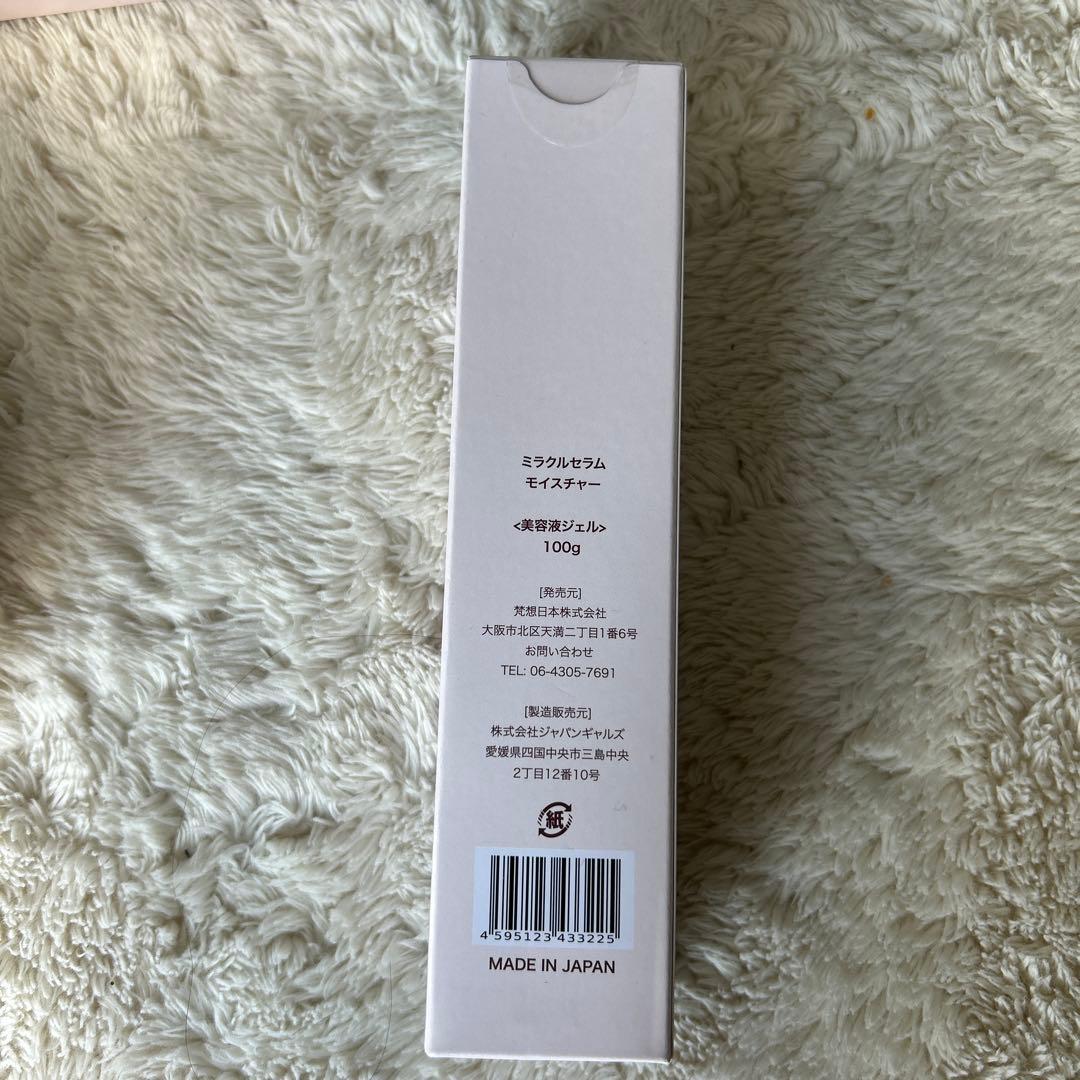 ミラクルセラム
モイスチャー
<美容液ジェル>
100g
[発売元]
梵想日本株式会社
大阪市北区天満二丁目1番6号
お問い合わせ
TEL: 06-4305-7691
[製造販売元]
株式会社ジャパンギャルズ
愛媛県四国中央市三島中央
2丁目12番10号
紙
4 595123 433225
MADE IN JAPAN